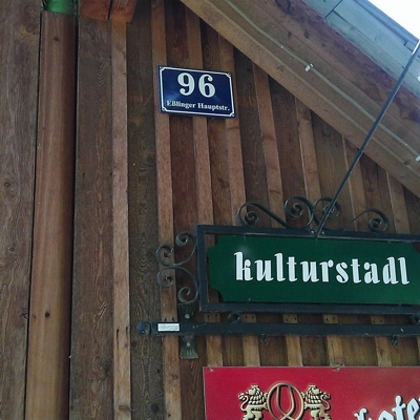 96
Eßlinger Hauptstr.
kulturstadl